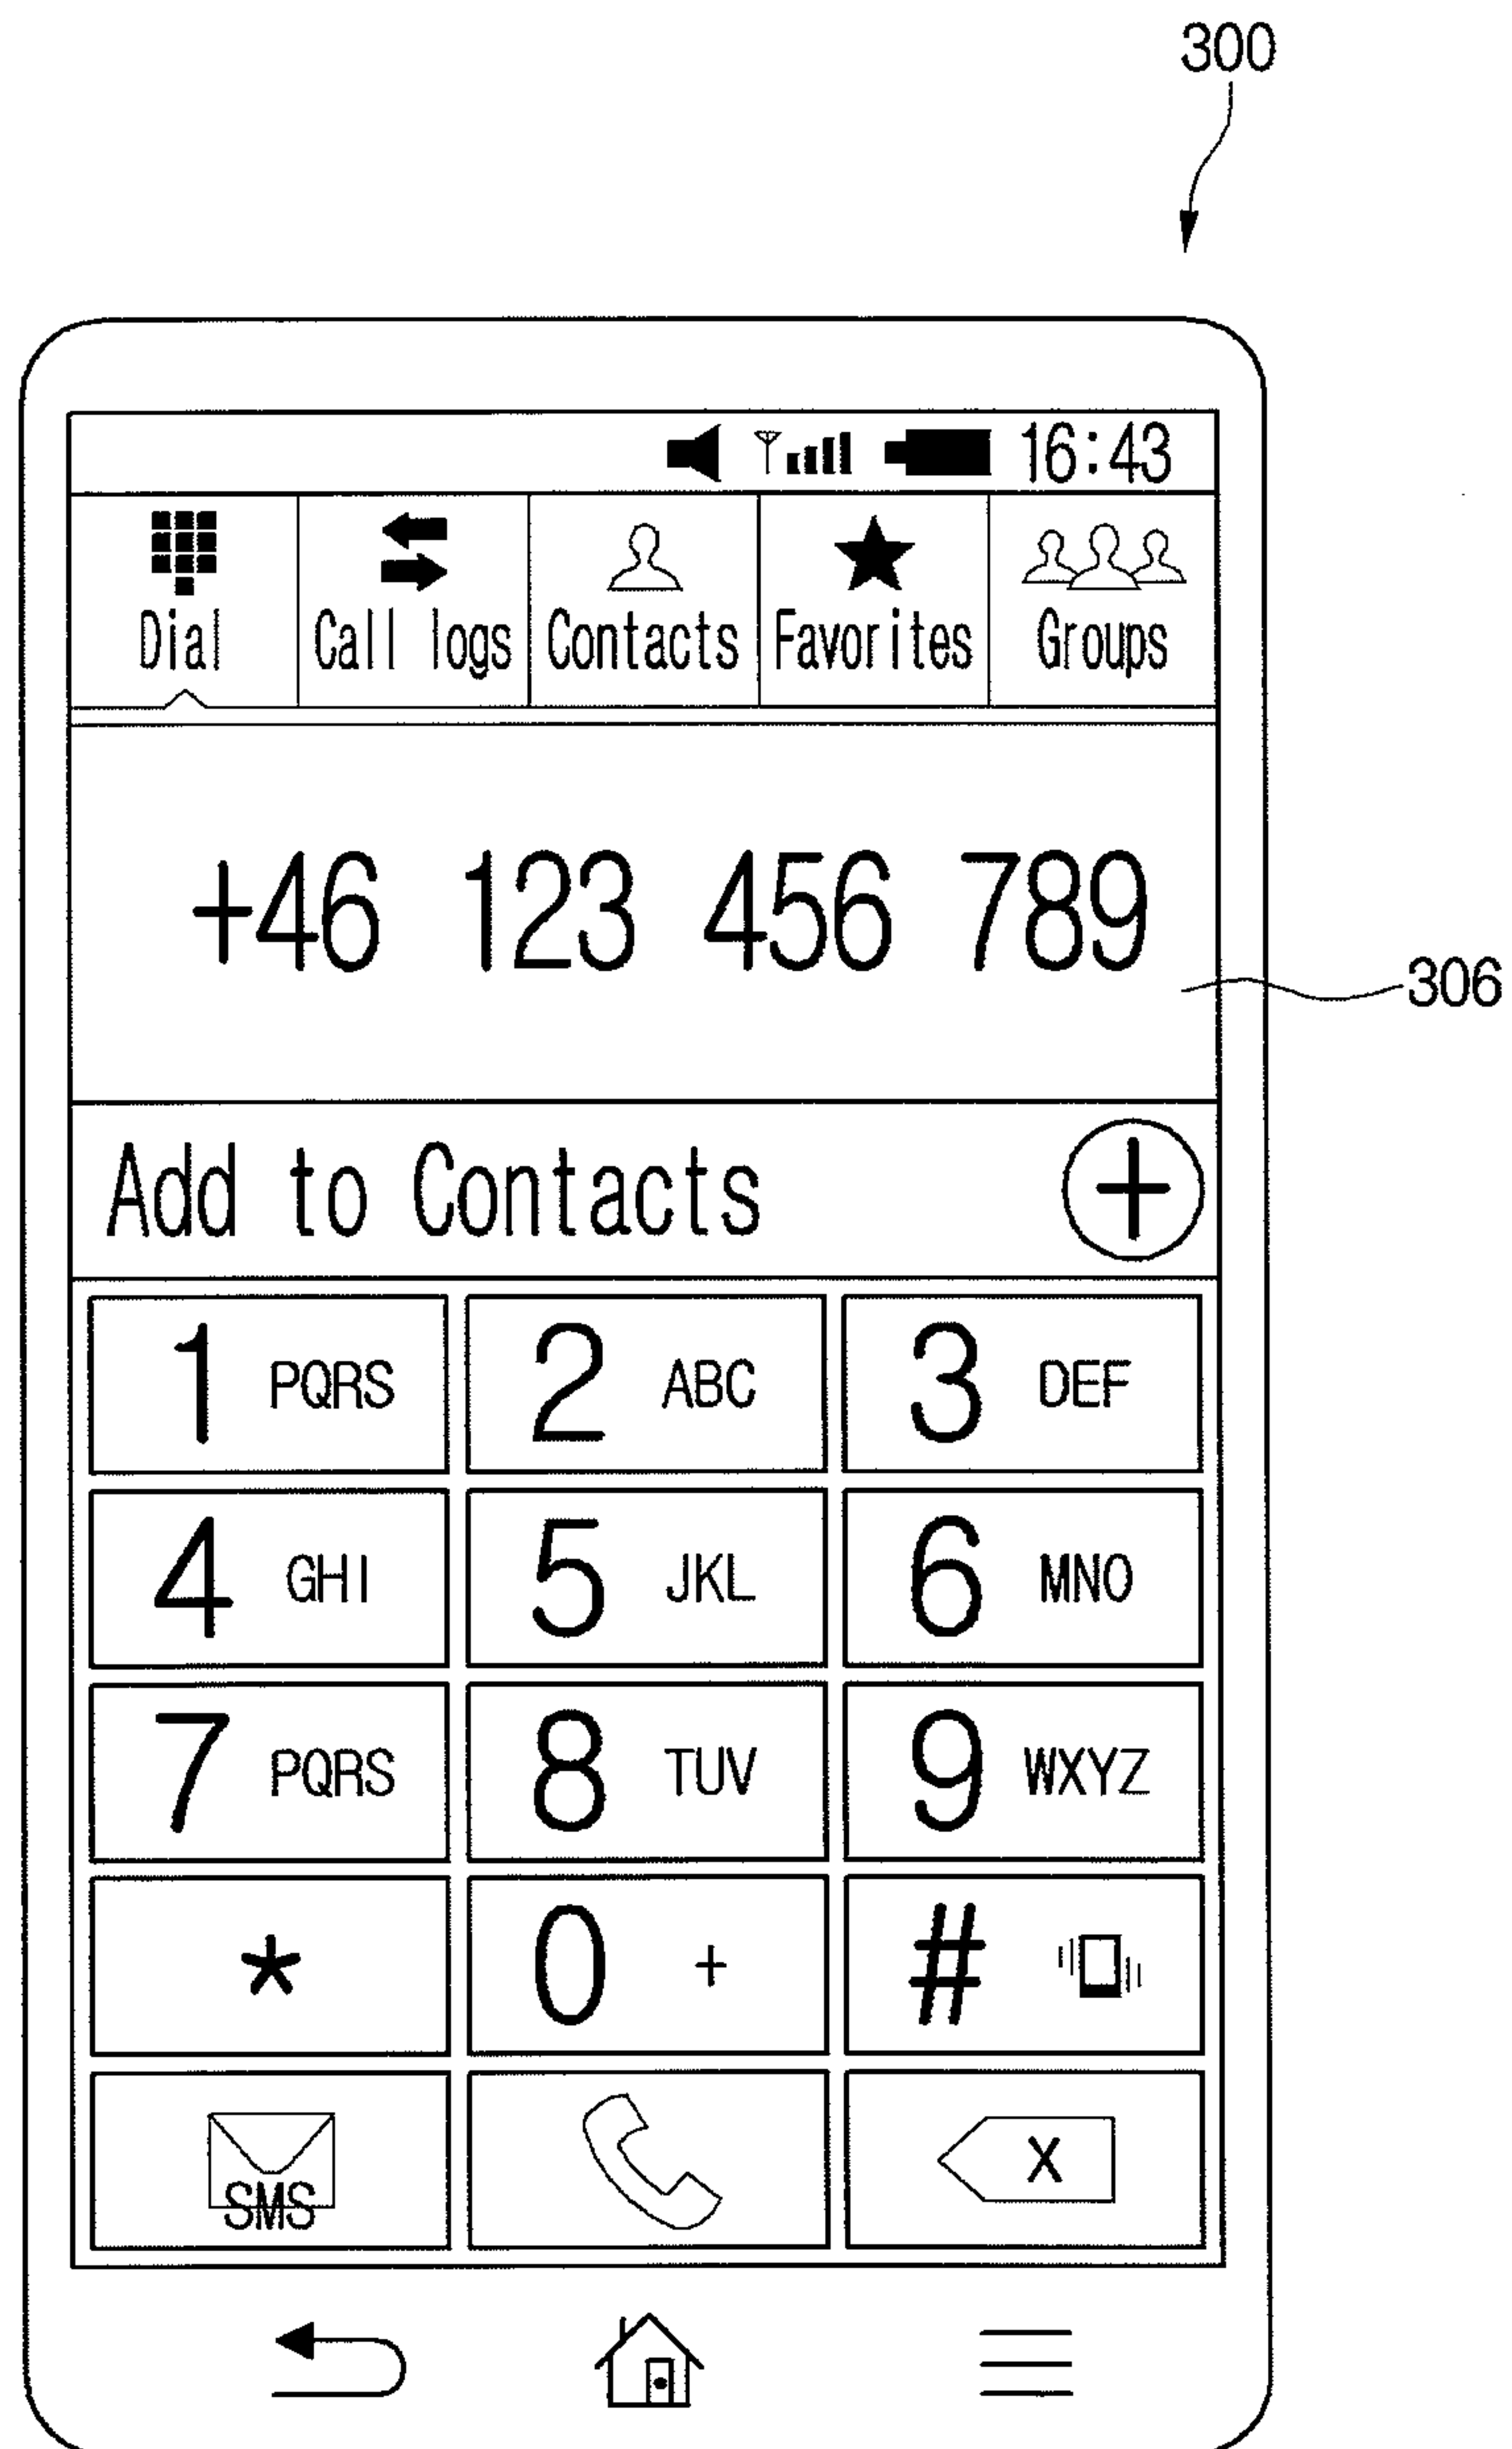 300
16:43
Dial Call logs Contacts Favorites Groups
+46 123 456 789
306
Add to Contacts +
1 PQRS 2 ABC 3 DEF
4 GHI 5 JKL 6 MNO
7 PQRS 8 TUV 9 WXYZ
* 0 + #
SMS X